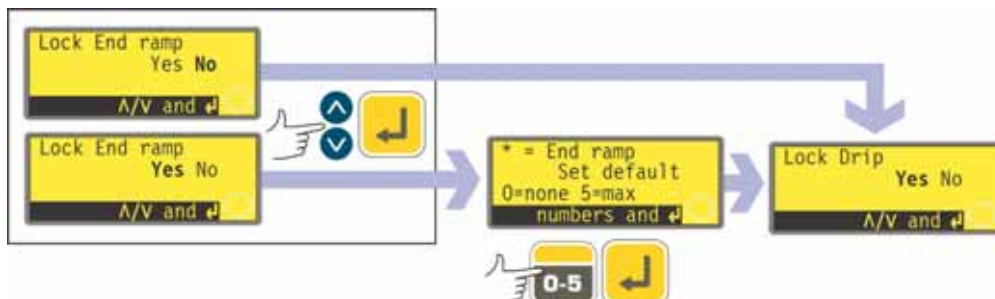 Lock End ramp
Yes No
∧/∨ and ↲
Lock End ramp
Yes No
∧/∨ and ↲
* = End ramp
Set default
0=none 5=max
numbers and ↲
0-5
Lock Drip
Yes No
∧/∨ and ↲